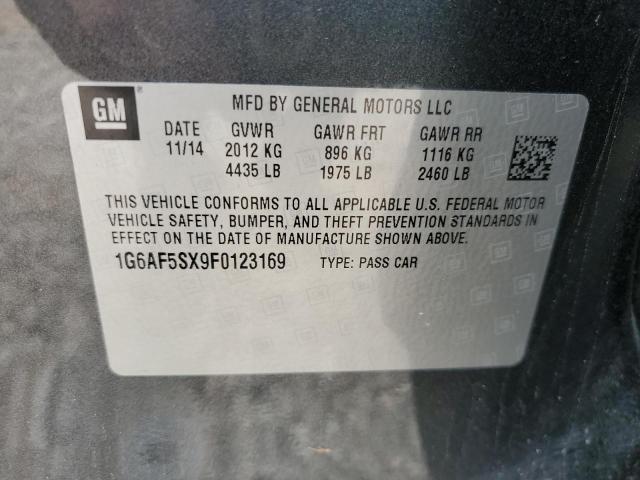 GM
MFD BY GENERAL MOTORS LLC
DATE GVWR GAWR FRT GAWR RR
11/14 2012 KG 896 KG 1116 KG
4435 LB 1975 LB 2460 LB
THIS VEHICLE CONFORMS TO ALL APPLICABLE U.S. FEDERAL MOTOR
VEHICLE SAFETY, BUMPER, AND THEFT PREVENTION STANDARDS IN
EFFECT ON THE DATE OF MANUFACTURE SHOWN ABOVE.
1G6AF5SX9F0123169 TYPE: PASS CAR